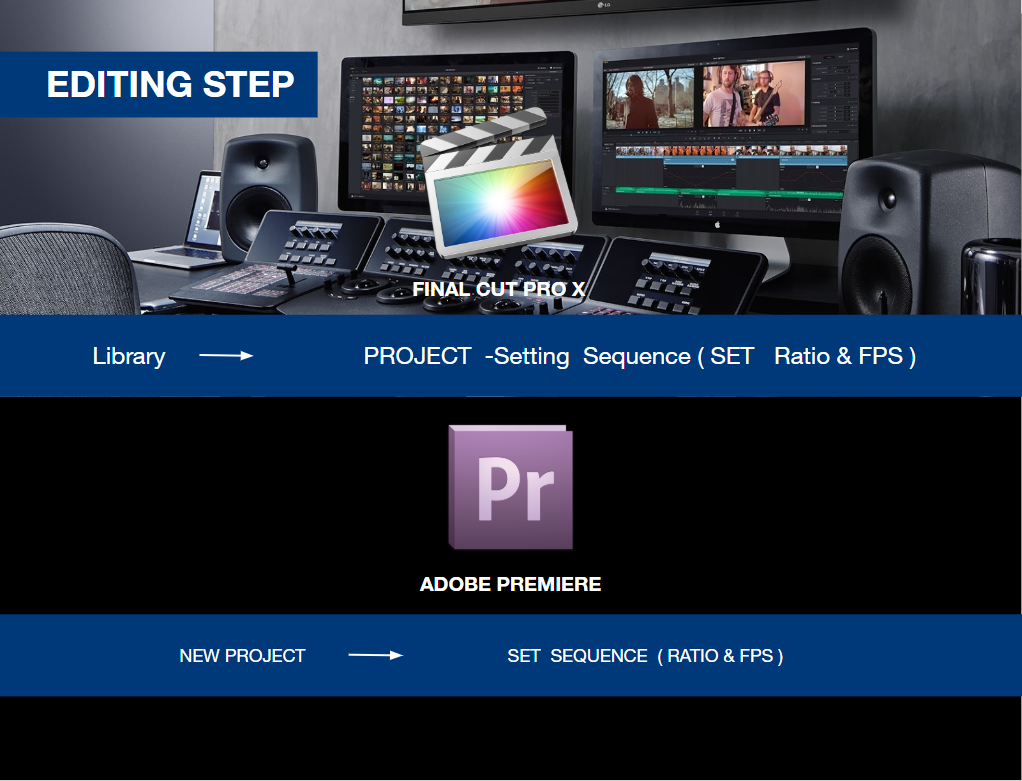 LG
EDITING STEP
FINAL CUT PRO X
Library PROJECT -Setting Sequence ( SET Ratio & FPS )
Pr
ADOBE PREMIERE
NEW PROJECT SET SEQUENCE ( RATIO & FPS )